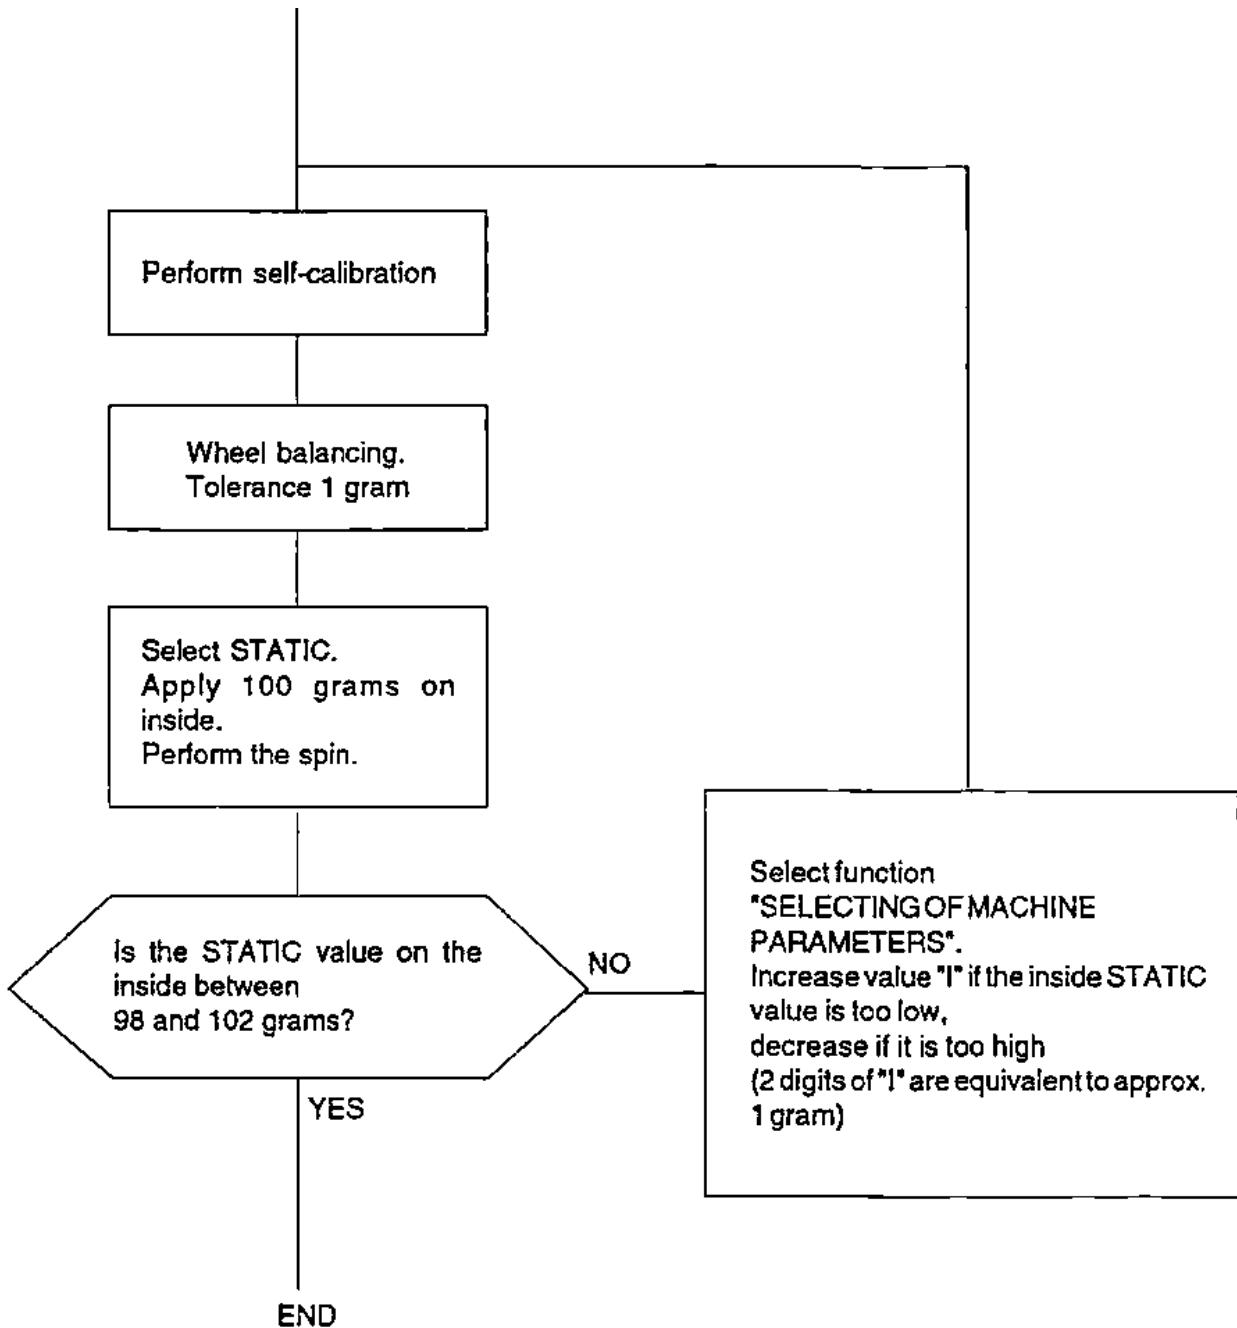 Perform self-calibration
Wheel balancing.
Tolerance 1 gram
Select STATIC.
Apply 100 grams on
inside.
Perform the spin.
Is the STATIC value on the
inside between
98 and 102 grams?
NO
YES
END
Select function
"SELECTING OF MACHINE
PARAMETERS".
Increase value "I" if the inside STATIC
value is too low,
decrease if it is too high
(2 digits of "I" are equivalent to approx.
1 gram)